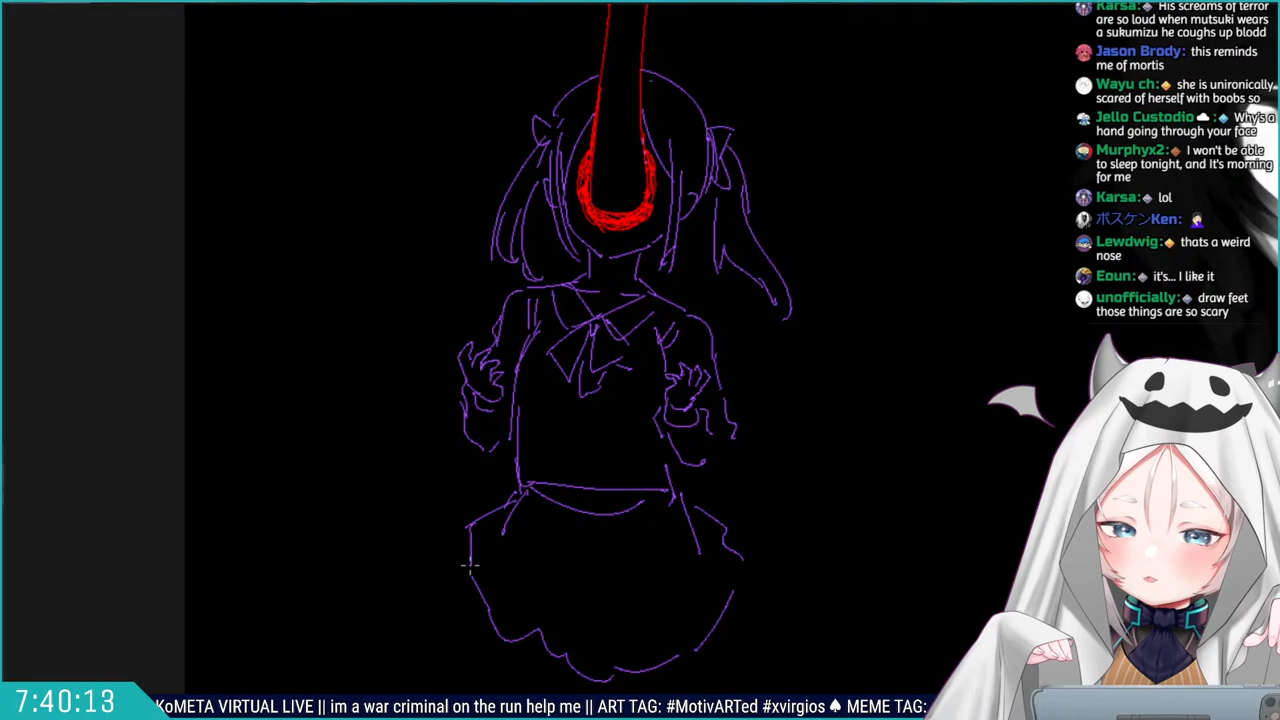 Karsa: His screams of terror
are so loud when mutsuki wears
a sukumizu he coughs up blodd
Jason Brody: this reminds
me of mortis
Wayu ch: she is unironically
scared of herself with boobs so
Jello Custodio : Why's a
hand going through your face
Murphyx2: I won't be able
to sleep tonight, and It's morning
for me
Karsa: lol
ボスケンKen:
Lewdwig: thats a weird
nose
Eoun: it's... I like it
unofficially: draw feet
those things are so scary
7:40:13
KoMETA VIRTUAL LIVE || im a war criminal on the run help me || ART TAG: #MotivARTed #xvirgios ♠ MEME TAG: